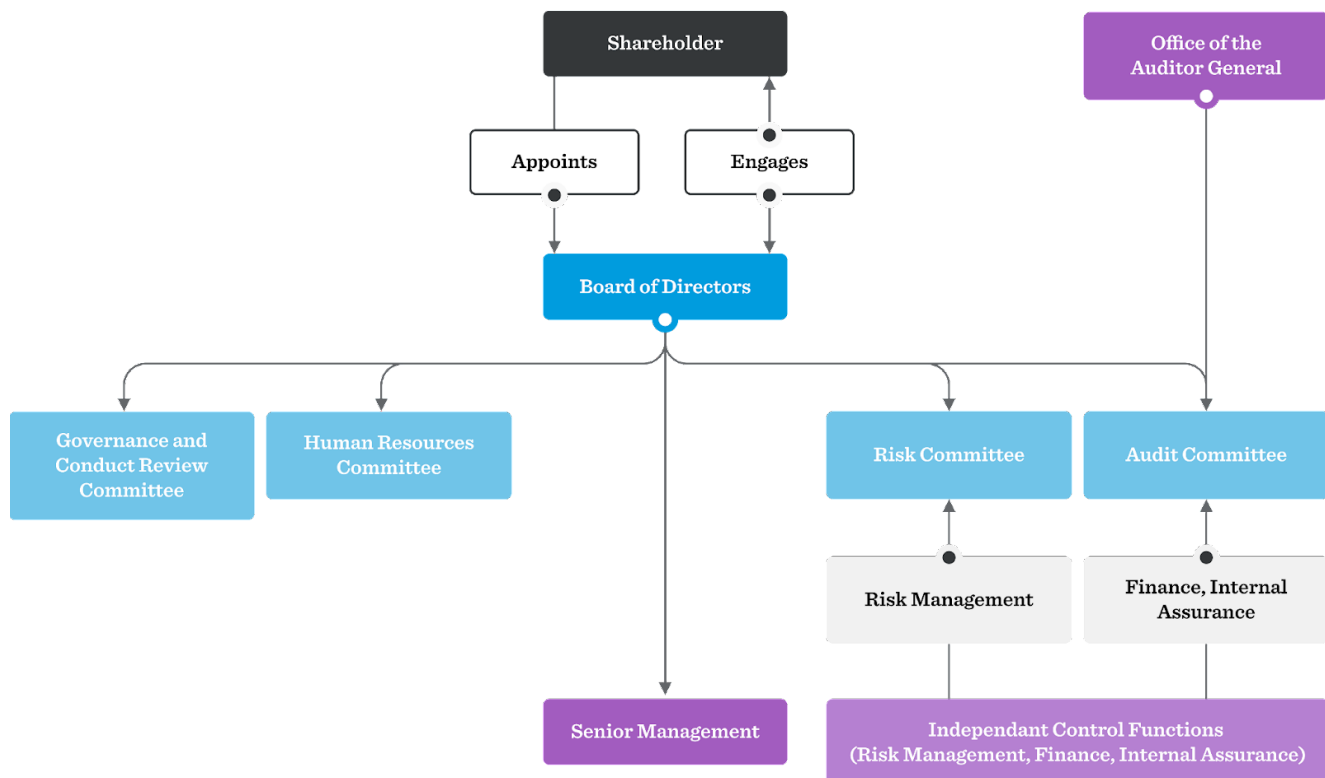 Shareholder
Office of the
Auditor General
Appoints
Engages
Board of Directors
Governance and
Conduct Review
Committee
Human Resources
Committee
Risk Committee
Audit Committee
Risk Management
Finance, Internal
Assurance
Senior Management
Independant Control Functions
(Risk Management, Finance, Internal Assurance)